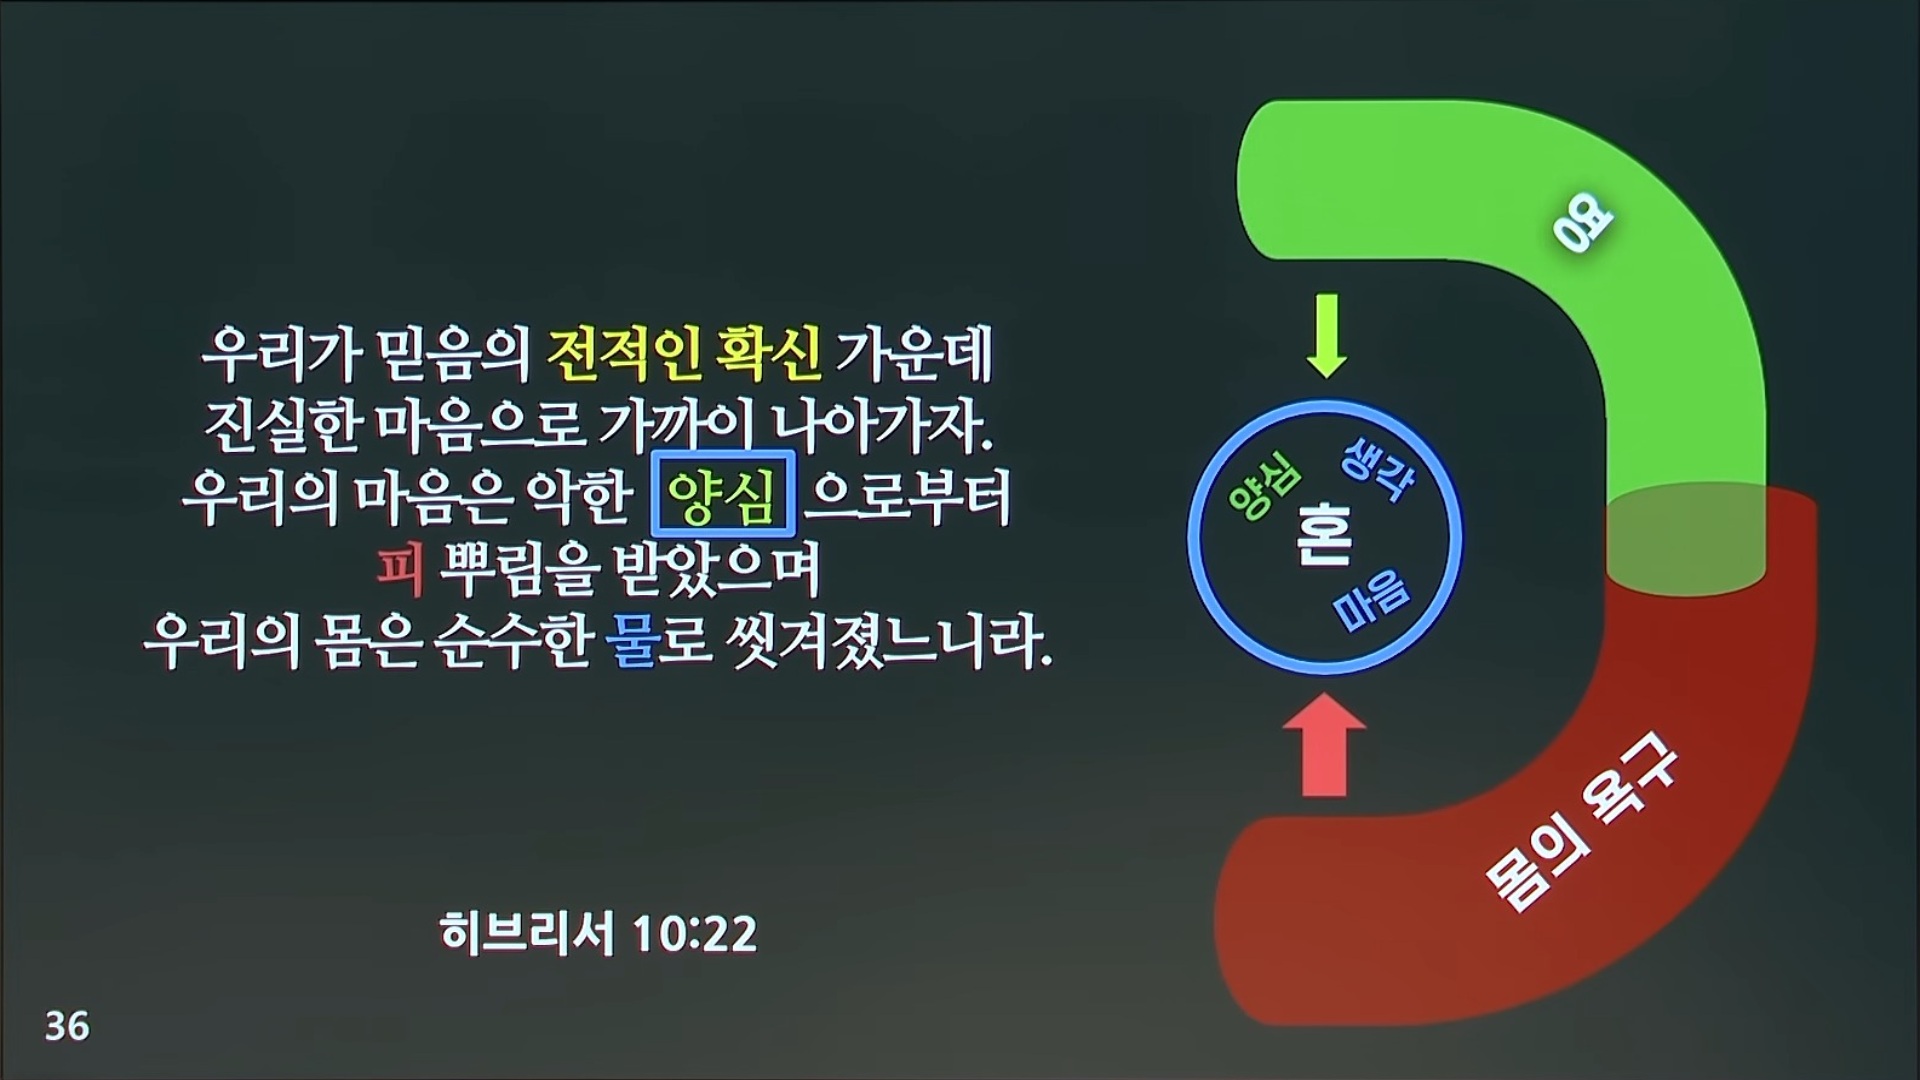 우리가 믿음의 전적인 확신 가운데
진실한 마음으로 가까이 나아가자.
우리의 마음은 악한 양심 으로부터
피 뿌림을 받았으며
우리의 몸은 순수한 물로 씻겨졌느니라.
히브리서 10:22
36
영
양심
생각
혼
마음
몸의 욕구